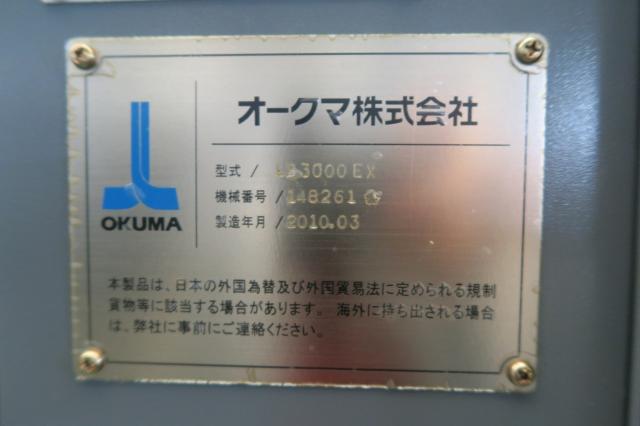 オークマ株式会社
OKUMA
型式 / LB3000 EX
機械番号 / 148261
製造年月 / 2010.03
本製品は、日本の外国為替及び外国貿易法に定められる規制
貨物等に該当する場合があります。 海外に持ち出される場合
は、弊社に事前にご連絡ください。